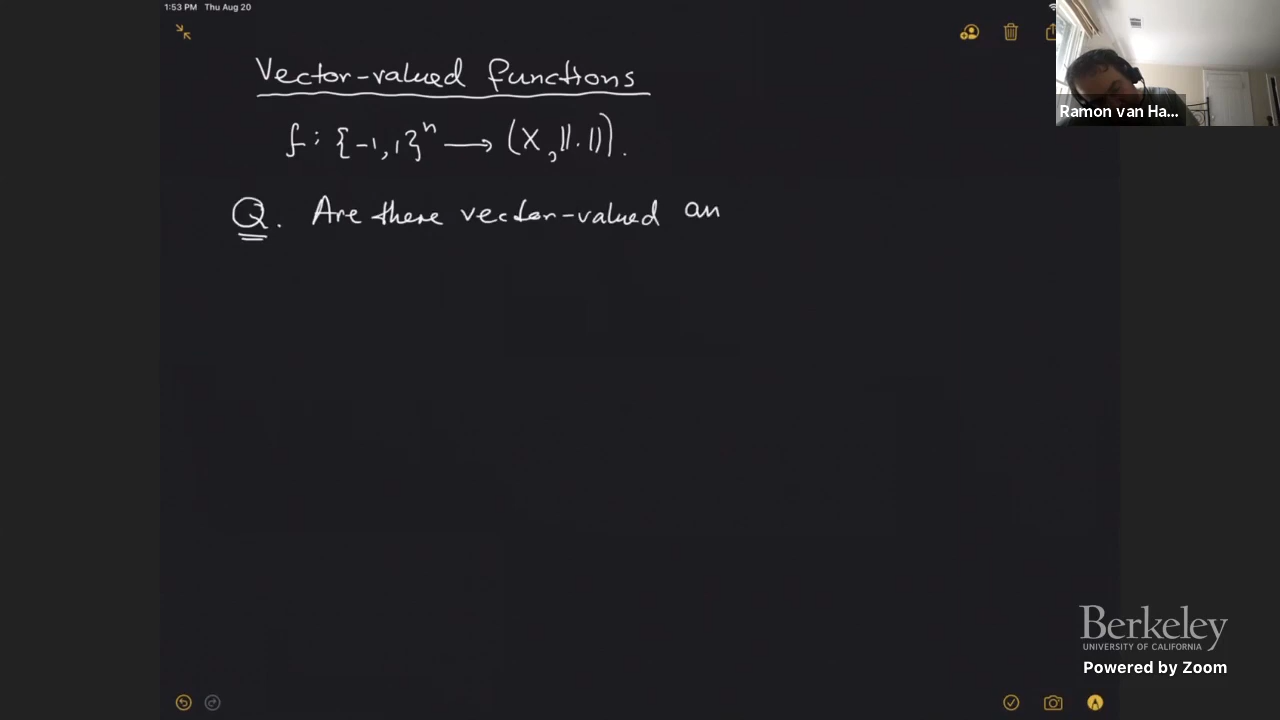 1:53 PM Thu Aug 20
Vector-valued functions
f: {-1,1}ⁿ ⟶ (X, ||·||).
Ramon van Ha...
Q. Are there vector-valued an
Berkeley
UNIVERSITY OF CALIFORNIA
Powered by Zoom